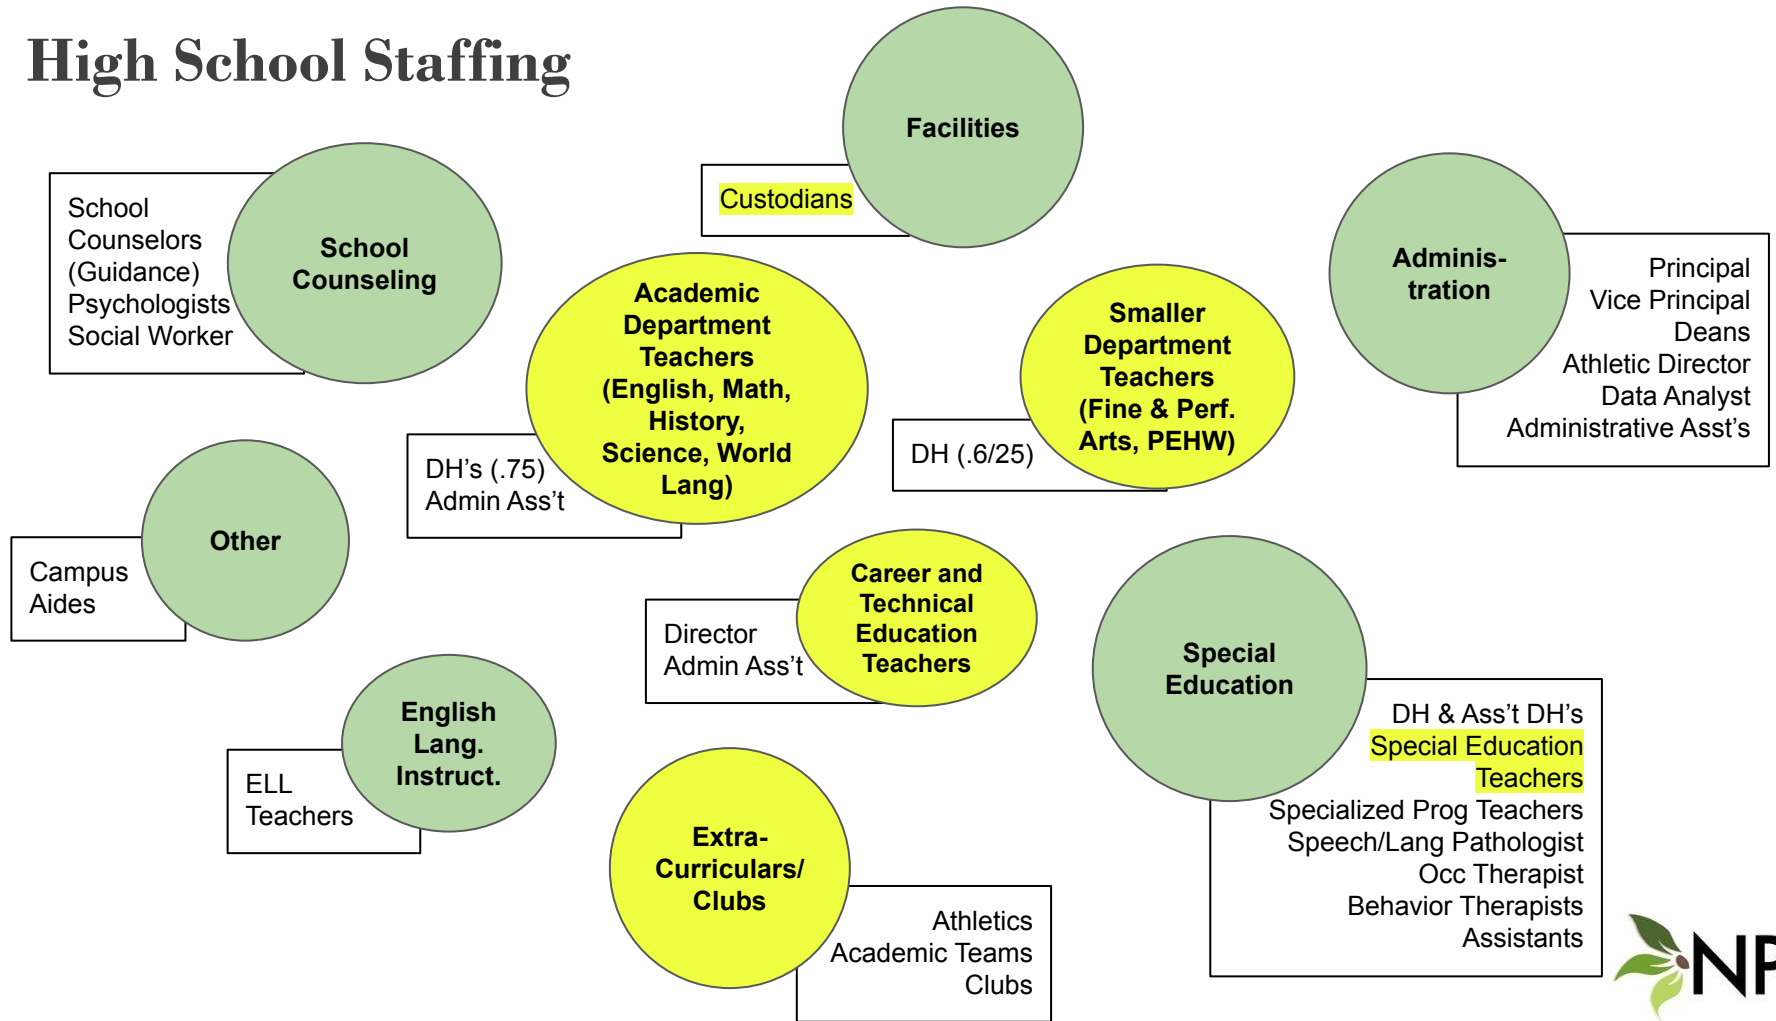 High School Staffing
Facilities
Custodians
School
Counselors
(Guidance)
Psychologists
Social Worker
School
Counseling
Academic
Department
Teachers
(English, Math,
History,
Science, World
Lang)
DH's (.75)
Admin Ass't
Smaller
Department
Teachers
(Fine & Perf.
Arts, PEHW)
DH (.6/25)
Adminis-
tration
Principal
Vice Principal
Deans
Athletic Director
Data Analyst
Administrative Asst's
Other
Campus
Aides
Career and
Technical
Education
Teachers
Director
Admin Ass't
Special
Education
DH & Ass't DH's
Special Education
Teachers
Specialized Prog Teachers
Speech/Lang Pathologist
Occ Therapist
Behavior Therapists
Assistants
English
Lang.
Instruct.
ELL
Teachers
Extra-
Curriculars/
Clubs
Athletics
Academic Teams
Clubs
NP